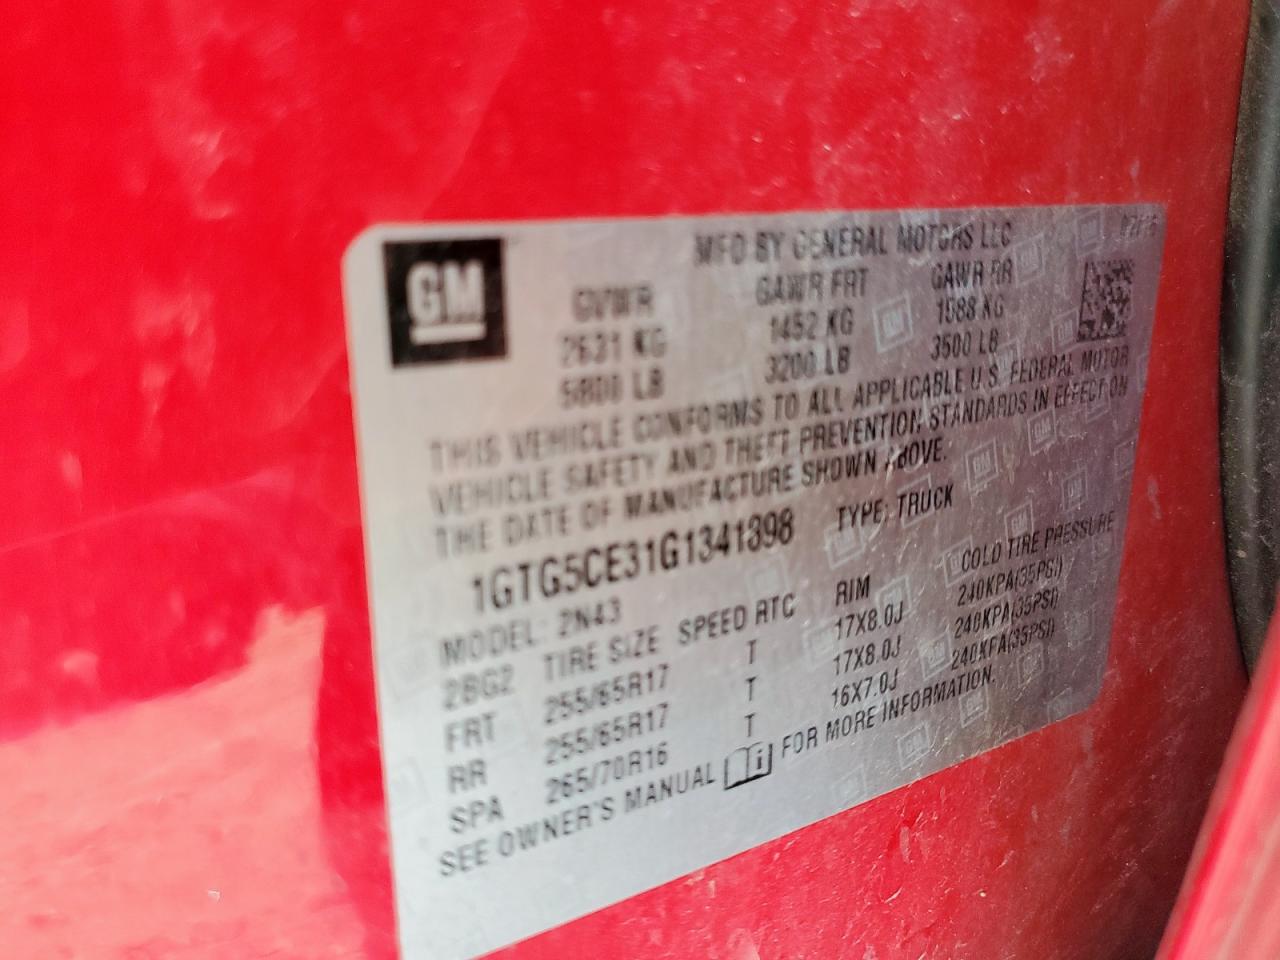 GM
MFD BY GENERAL MOTORS LLC
GVWR GAWR FRT GAWR RR
2631 KG 1452 KG 1588 KG
5800 LB 3200 LB 3500 LB
THIS VEHICLE CONFORMS TO ALL APPLICABLE U.S. FEDERAL MOTOR
VEHICLE SAFETY AND THEFT PREVENTION STANDARDS IN EFFECT ON
THE DATE OF MANUFACTURE SHOWN ABOVE.
1GTG5CE31G1341898 TYPE: TRUCK
MODEL: 2N43
2BG2 TIRE SIZE SPEED RTG RIM COLD TIRE PRESSURE
FRT 255/65R17 T 17X8.0J 240KPA(35PSI)
RR 255/65R17 T 17X8.0J 240KPA(35PSI)
SPA 265/70R16 T 16X7.0J 240KPA(35PSI)
SEE OWNER'S MANUAL FOR MORE INFORMATION.